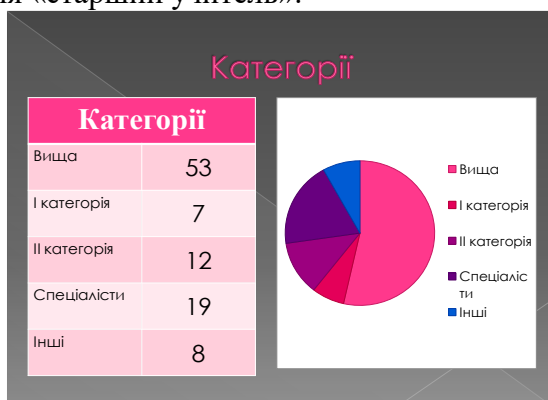 «старший учитель».
Категорії
Категорії
Вища 53
І категорія 7
ІІ категорія 12
Спеціалісти 19
Інші 8
Вища
І категорія
ІІ категорія
Спеціаліс
ти
Інші